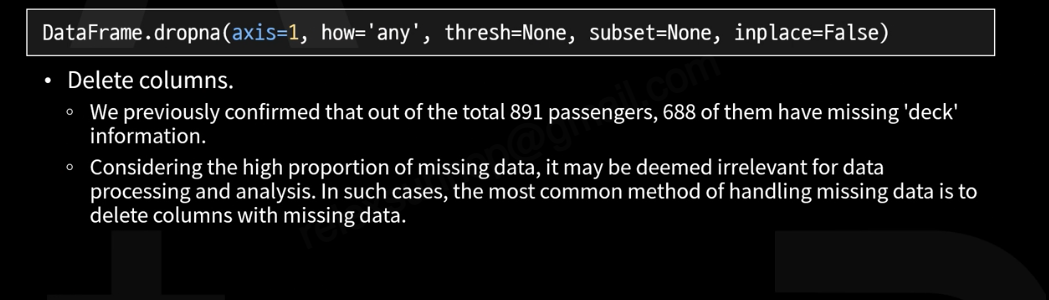 DataFrame.dropna(axis=1, how='any', thresh=None, subset=None, inplace=False)
• Delete columns.
◦ We previously confirmed that out of the total 891 passengers, 688 of them have missing 'deck'
information.
◦ Considering the high proportion of missing data, it may be deemed irrelevant for data
processing and analysis. In such cases, the most common method of handling missing data is to
delete columns with missing data.